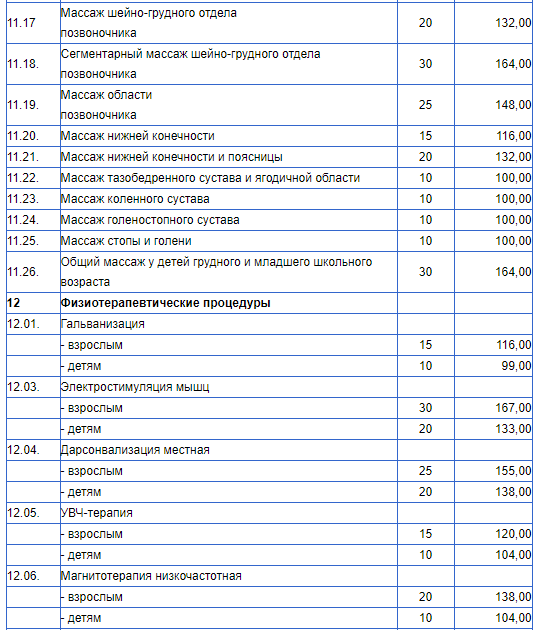 11.17 Массаж шейно-грудного отдела 20 132,00
позвоночника
11.18. Сегментарный массаж шейно-грудного отдела 30 164,00
позвоночника
11.19. Массаж области 25 148,00
позвоночника
11.20. Массаж нижней конечности 15 116,00
11.21. Массаж нижней конечности и поясницы 20 132,00
11.22. Массаж тазобедренного сустава и ягодичной области 10 100,00
11.23. Массаж коленного сустава 10 100,00
11.24. Массаж голеностопного сустава 10 100,00
11.25. Массаж стопы и голени 10 100,00
11.26. Общий массаж у детей грудного и младшего школьного 30 164,00
возраста
12 Физиотерапевтические процедуры
12.01. Гальванизация
- взрослым 15 116,00
- детям 10 99,00
12.03. Электростимуляция мышц
- взрослым 30 167,00
- детям 20 133,00
12.04. Дарсонвализация местная
- взрослым 25 155,00
- детям 20 138,00
12.05. УВЧ-терапия
- взрослым 15 120,00
- детям 10 104,00
12.06. Магнитотерапия низкочастотная
- взрослым 20 138,00
- детям 10 104,00